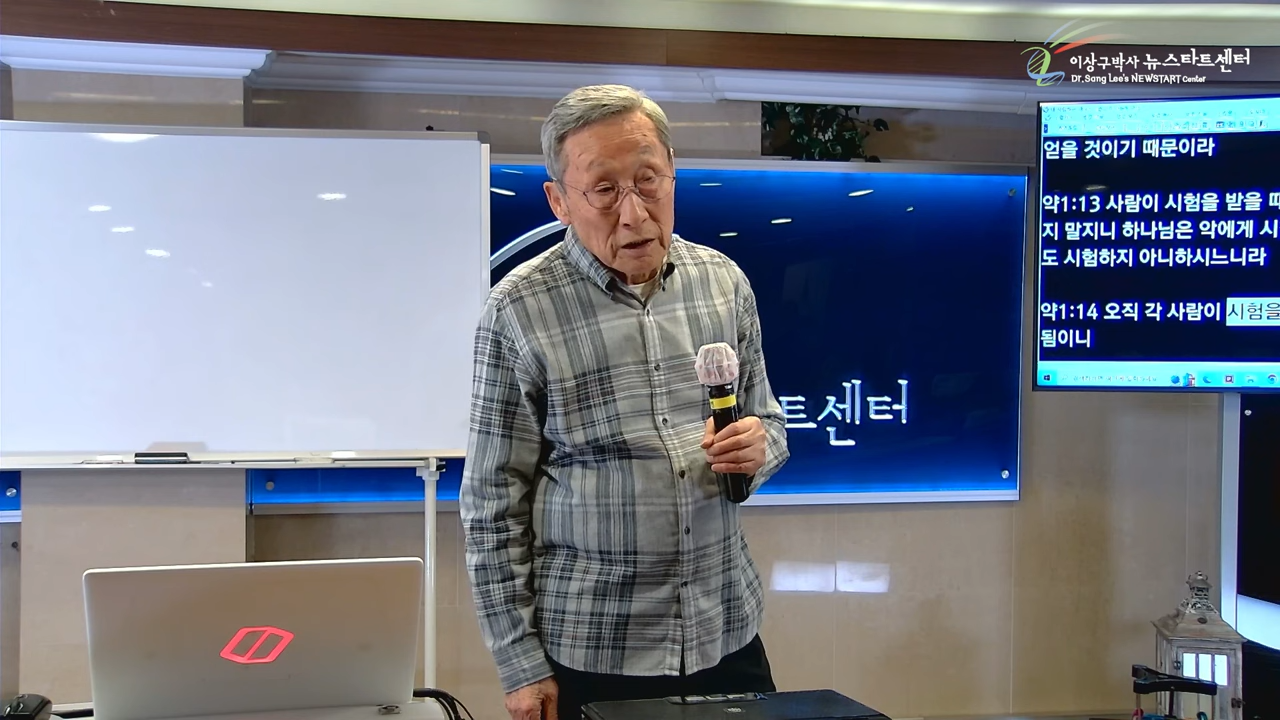 이상구박사 뉴스타트센터
Dr. Sang Lee's NEWSTART Center
얻을 것이기 때문이라
약1:13 사람이 시험을 받을
지 말지니 하나님은 악에게 시
도 시험하지 아니하시느니라
약1:14 오직 각 사람이 시험을
됨이니
트센터